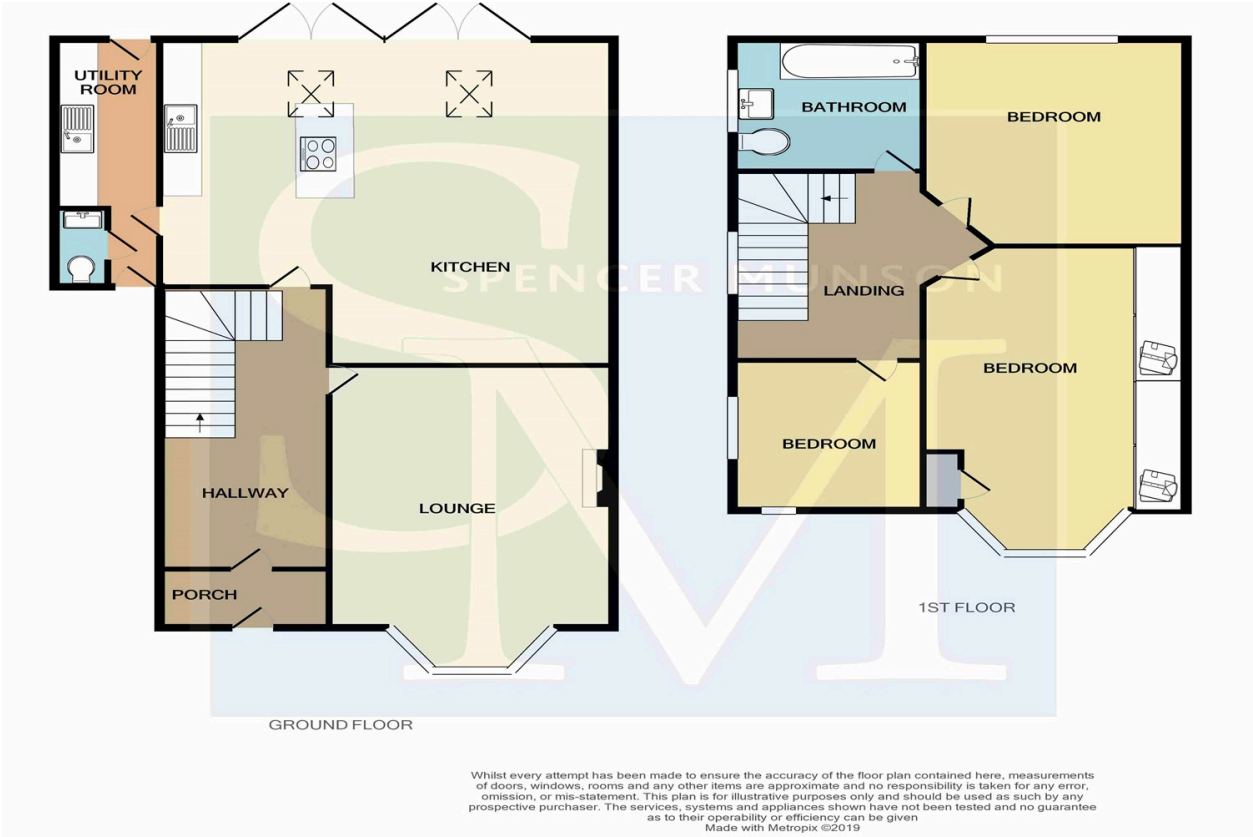 UTILITY
ROOM
KITCHEN
HALLWAY
LOUNGE
PORCH
GROUND FLOOR
BATHROOM
BEDROOM
LANDING
BEDROOM
BEDROOM
1ST FLOOR
SPENCER MUNSON
SM
Whilst every attempt has been made to ensure the accuracy of the floor plan contained here, measurements
of doors, windows, rooms and any other items are approximate and no responsibility is taken for any error,
omission, or mis-statement. This plan is for illustrative purposes only and should be used as such by any
prospective purchaser. The services, systems and appliances shown have not been tested and no guarantee
as to their operability or efficiency can be given
Made with Metropix ©2019